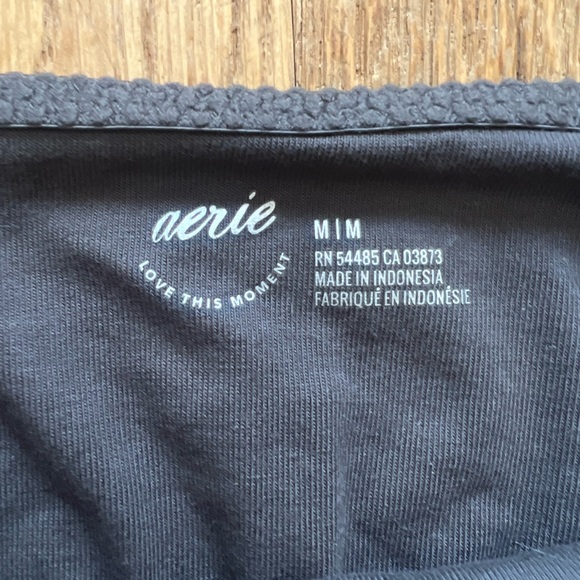 aerie
LOVE THIS MOMENT
M|M
RN 54485 CA 03873
MADE IN INDONESIA
FABRIQUÉ EN INDONÉSIE